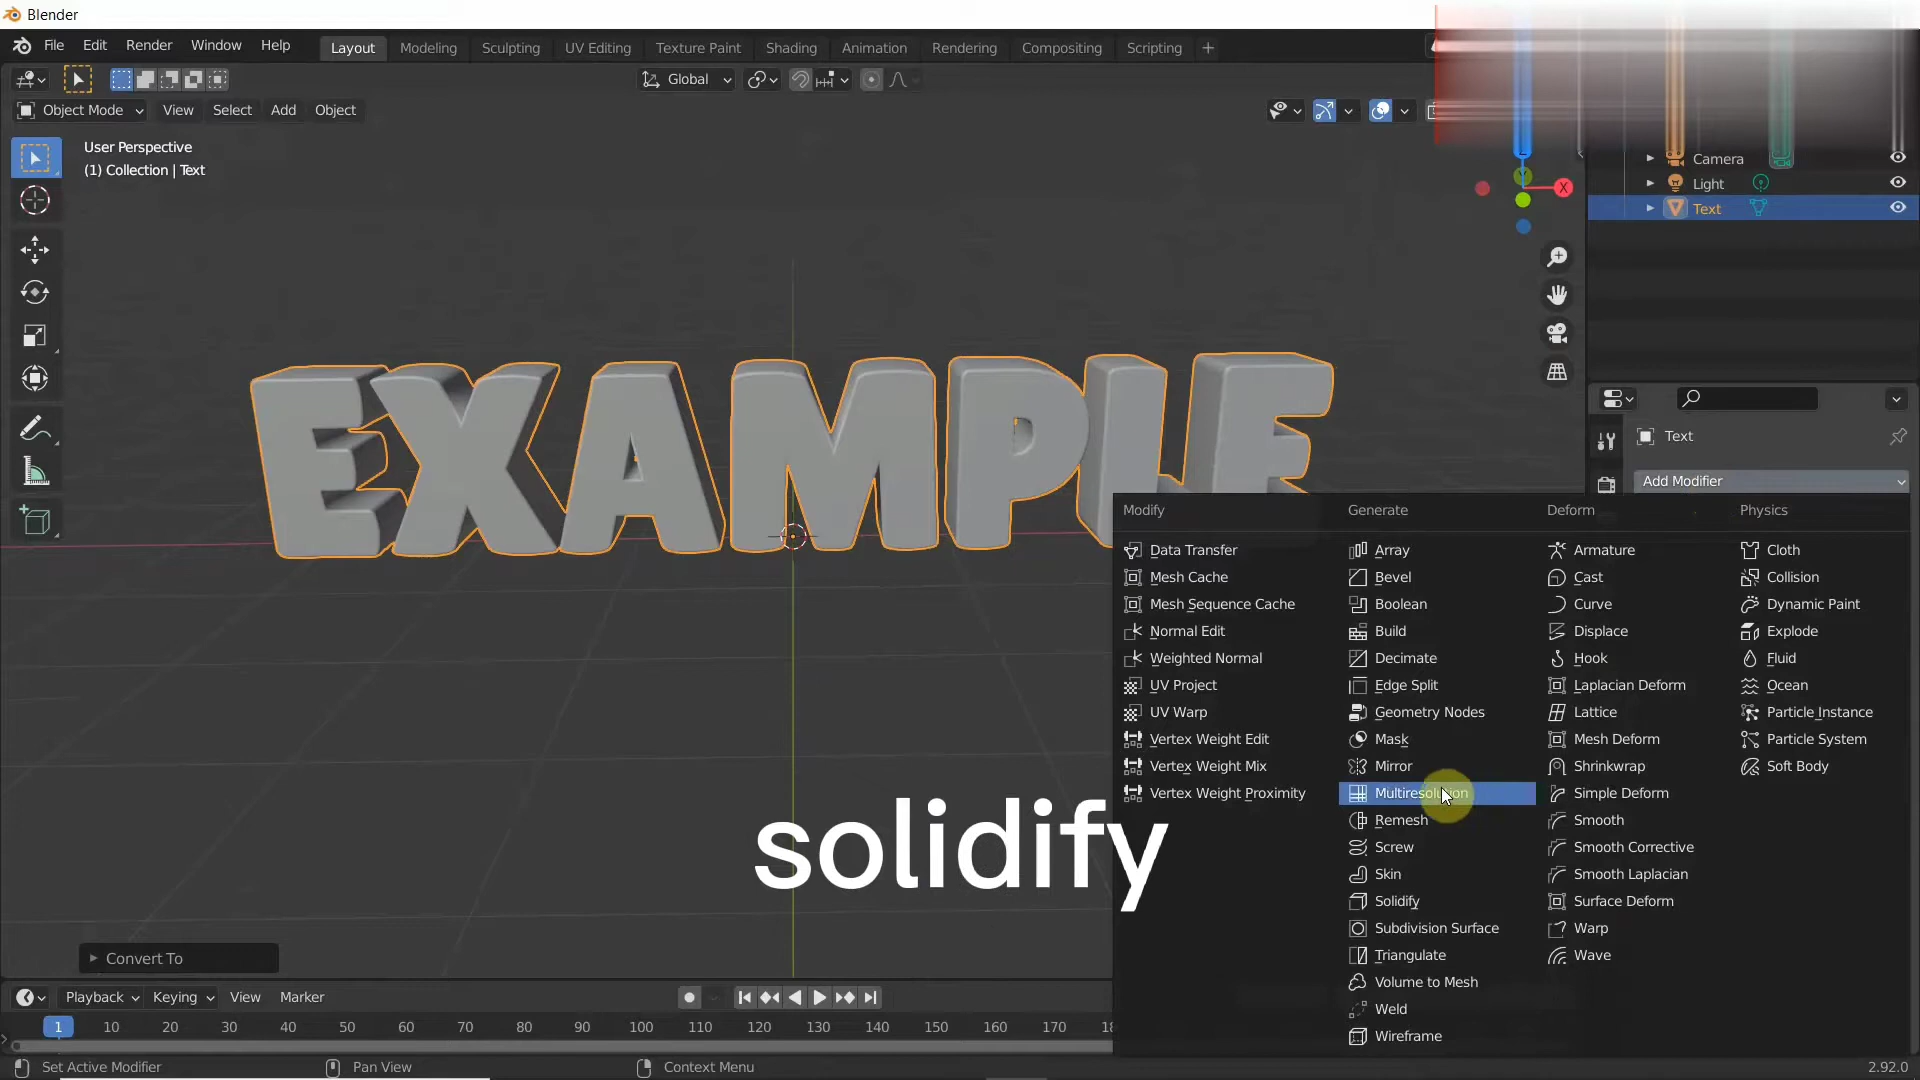 Blender
File Edit Render Window Help Layout Modeling Sculpting UV Editing Texture Paint Shading Animation Rendering Compositing Scripting +
Global
Object Mode View Select Add Object
User Perspective
(1) Collection | Text
Camera
Light
Text
X
EXAMPLE
Text
Add Modifier
Modify Generate Deform Physics
Data Transfer Array Armature Cloth
Mesh Cache Bevel Cast Collision
Mesh Sequence Cache Boolean Curve Dynamic Paint
Normal Edit Build Displace Explode
Weighted Normal Decimate Hook Fluid
UV Project Edge Split Laplacian Deform Ocean
UV Warp Geometry Nodes Lattice Particle Instance
Vertex Weight Edit Mask Mesh Deform Particle System
Vertex Weight Mix Mirror Shrinkwrap Soft Body
Vertex Weight Proximity Multiresolution Simple Deform
Remesh Smooth
Screw Smooth Corrective
Skin Smooth Laplacian
Solidify Surface Deform
Subdivision Surface Warp
Triangulate Wave
Volume to Mesh
Weld
Wireframe
solidify
Convert To
Playback Keying View Marker
1 10 20 30 40 50 60 70 80 90 100 110 120 130 140 150 160 170
Set Active Modifier Pan View Context Menu 2.92.0